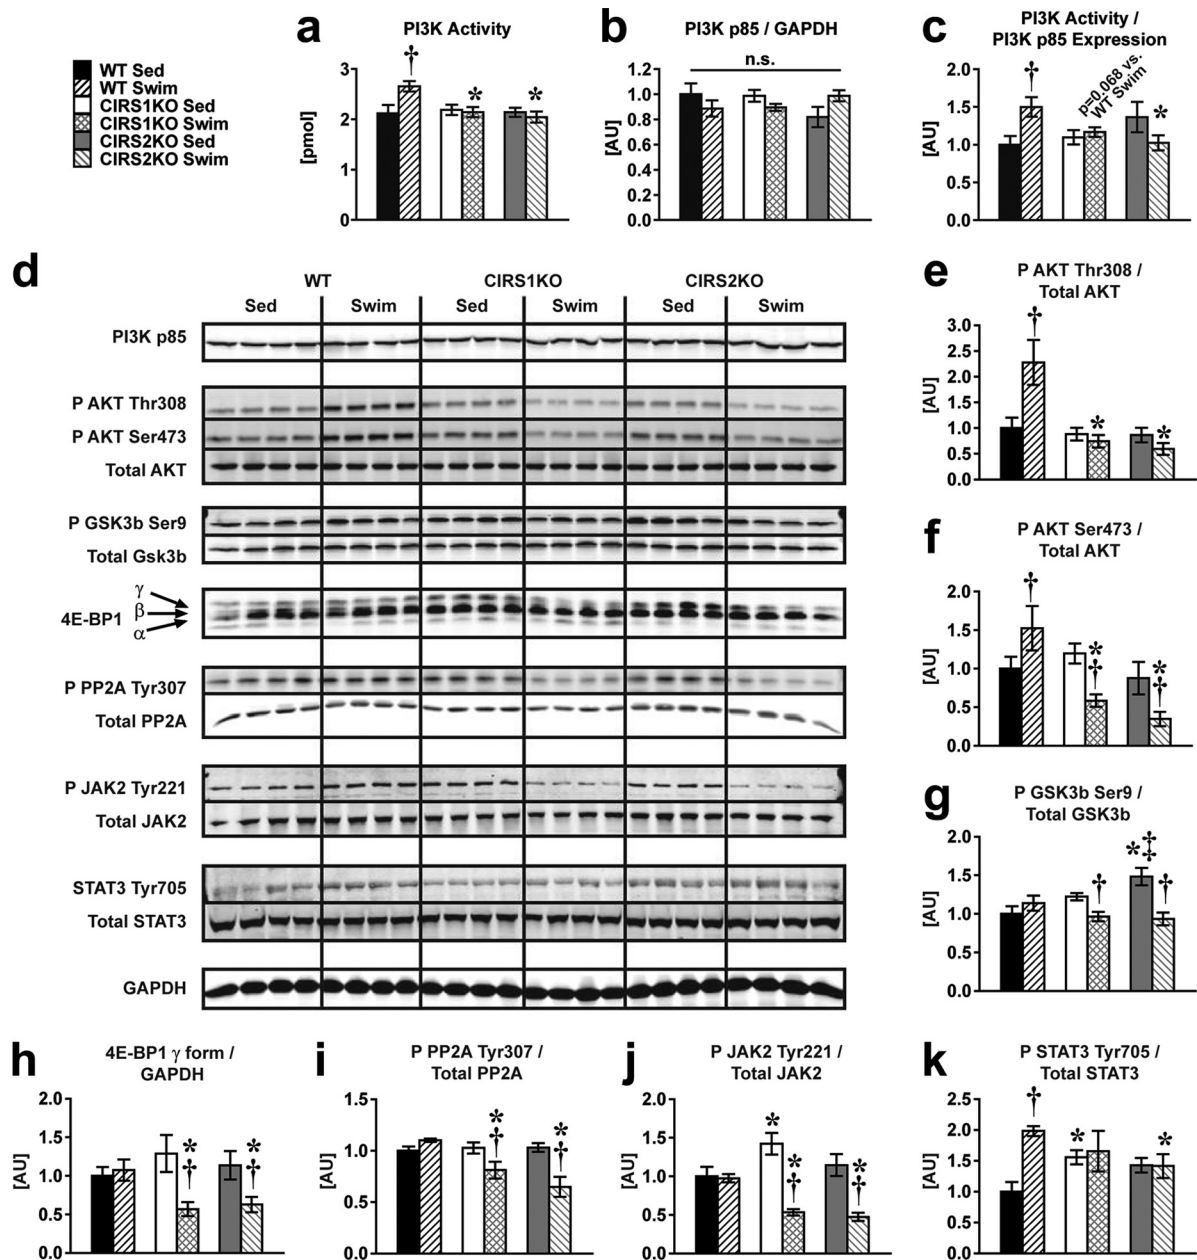 WT Sed
WT Swim
CIRS1KO Sed
CIRS1KO Swim
CIRS2KO Sed
CIRS2KO Swim
a
PI3K Activity
[pmol]
3
2
1
0
†
*
*
b
PI3K p85 / GAPDH
n.s.
[AU]
1.2
1.0
0.8
0.6
0.4
0.2
0.0
c
PI3K Activity /
PI3K p85 Expression
[AU]
2.0
1.5
1.0
0.5
0.0
†
p=0.068 vs.
WT Swim
*
d
WT CIRS1KO CIRS2KO
Sed Swim Sed Swim Sed Swim
PI3K p85
P AKT Thr308
P AKT Ser473
Total AKT
P GSK3b Ser9
Total Gsk3b
4E-BP1
γ
β
α
P PP2A Tyr307
Total PP2A
P JAK2 Tyr221
Total JAK2
STAT3 Tyr705
Total STAT3
GAPDH
e
P AKT Thr308 /
Total AKT
[AU]
3.0
2.5
2.0
1.5
1.0
0.5
0.0
†
*
*
f
P AKT Ser473 /
Total AKT
[AU]
2.0
1.5
1.0
0.5
0.0
†
*
‡
*
‡
g
P GSK3b Ser9 /
Total GSK3b
[AU]
2.0
1.5
1.0
0.5
0.0
†
*‡
†
h
4E-BP1 γ form /
GAPDH
[AU]
2.0
1.5
1.0
0.5
0.0
*
‡
*
‡
i
P PP2A Tyr307 /
Total PP2A
[AU]
1.5
1.0
0.5
0.0
*
‡
*
‡
j
P JAK2 Tyr221 /
Total JAK2
[AU]
2.0
1.5
1.0
0.5
0.0
*
*
‡
*
‡
k
P STAT3 Tyr705 /
Total STAT3
[AU]
2.5
2.0
1.5
1.0
0.5
0.0
†
*
*